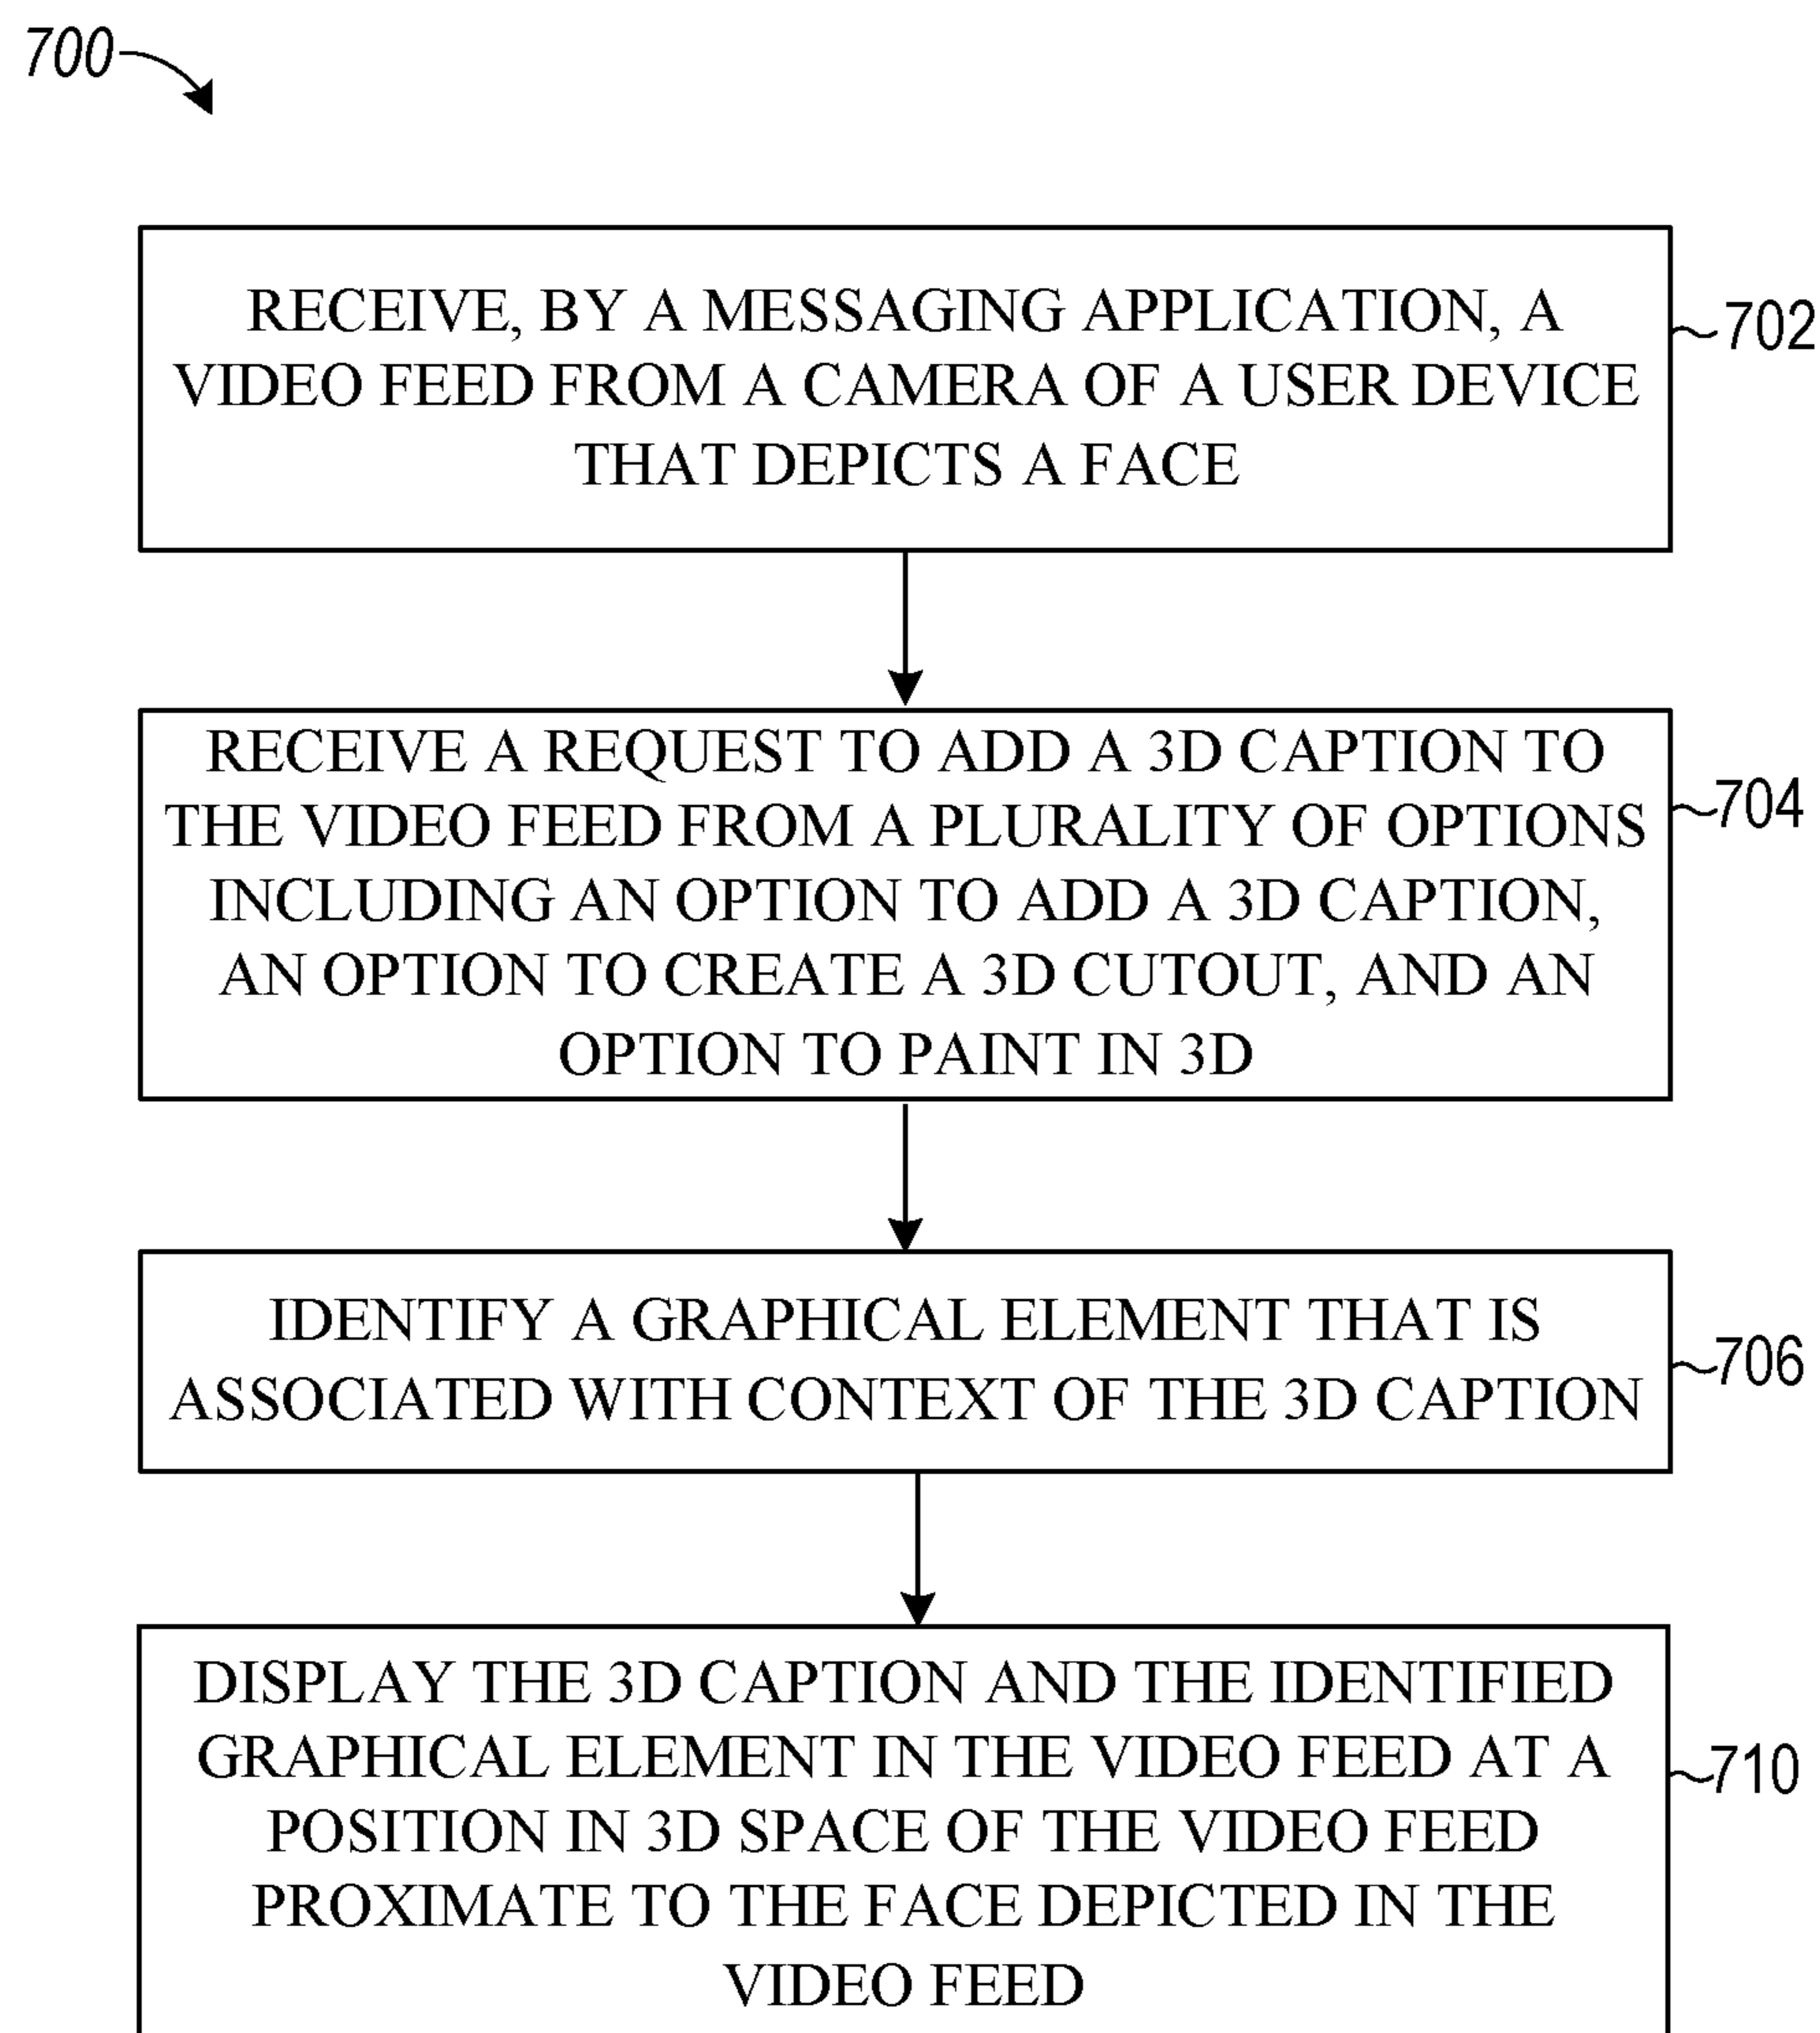 700
RECEIVE, BY A MESSAGING APPLICATION, A
VIDEO FEED FROM A CAMERA OF A USER DEVICE
THAT DEPICTS A FACE
702
RECEIVE A REQUEST TO ADD A 3D CAPTION TO
THE VIDEO FEED FROM A PLURALITY OF OPTIONS
INCLUDING AN OPTION TO ADD A 3D CAPTION,
AN OPTION TO CREATE A 3D CUTOUT, AND AN
OPTION TO PAINT IN 3D
704
IDENTIFY A GRAPHICAL ELEMENT THAT IS
ASSOCIATED WITH CONTEXT OF THE 3D CAPTION
706
DISPLAY THE 3D CAPTION AND THE IDENTIFIED
GRAPHICAL ELEMENT IN THE VIDEO FEED AT A
POSITION IN 3D SPACE OF THE VIDEO FEED
PROXIMATE TO THE FACE DEPICTED IN THE
VIDEO FEED
710